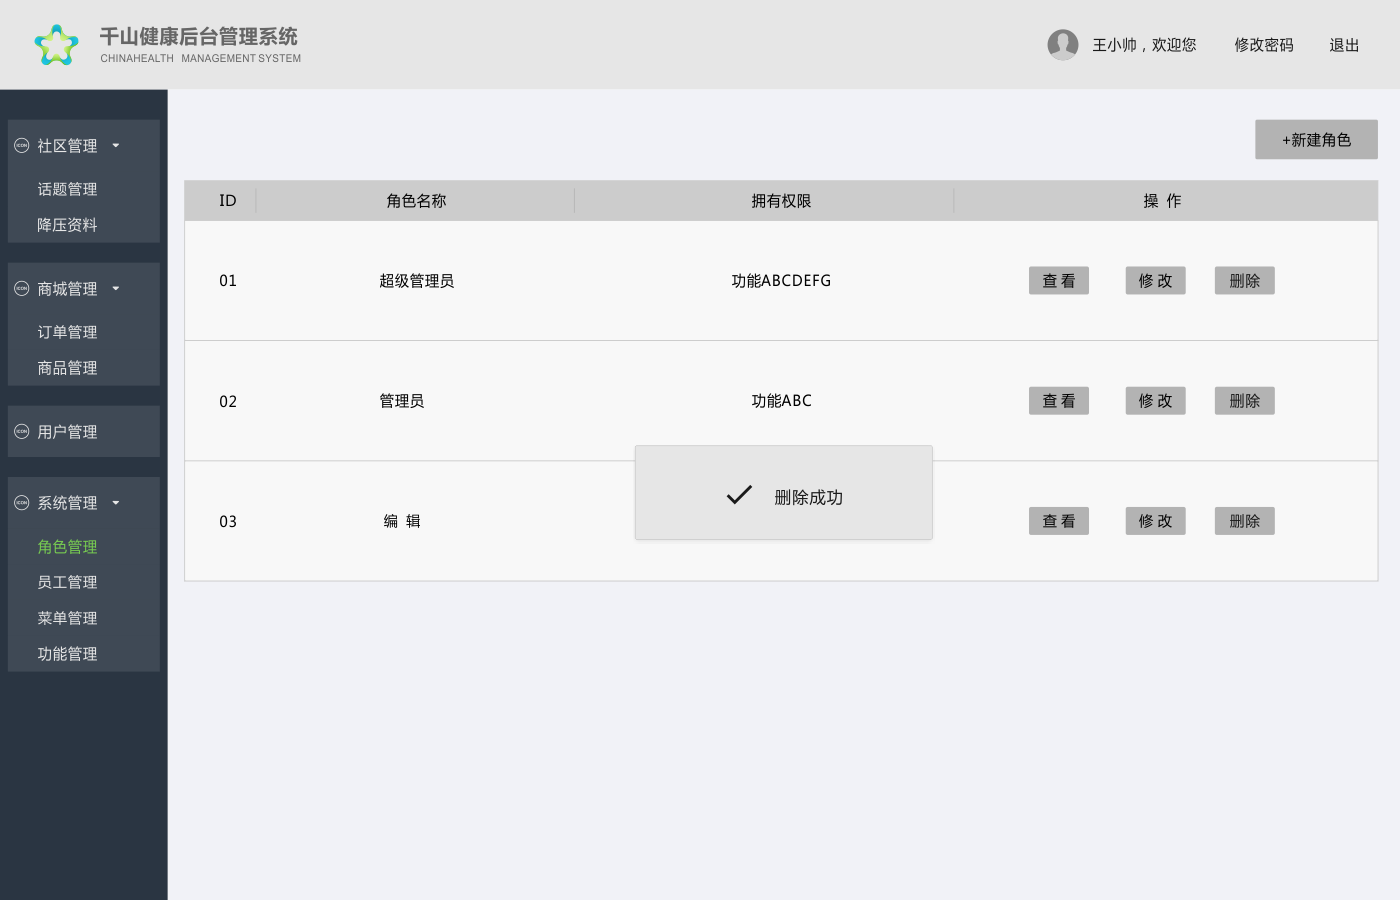 千山健康后台管理系统
CHINAHEALTH MANAGEMENT SYSTEM
王小帅，欢迎您 修改密码 退出
社区管理
话题管理
降压资料
商城管理
订单管理
商品管理
用户管理
系统管理
角色管理
员工管理
菜单管理
功能管理
+新建角色
ID 角色名称 拥有权限 操 作
01 超级管理员 功能ABCDEFG 查 看 修 改 删除
02 管理员 功能ABC 查 看 修 改 删除
03 编 辑 查 看 修 改 删除
删除成功